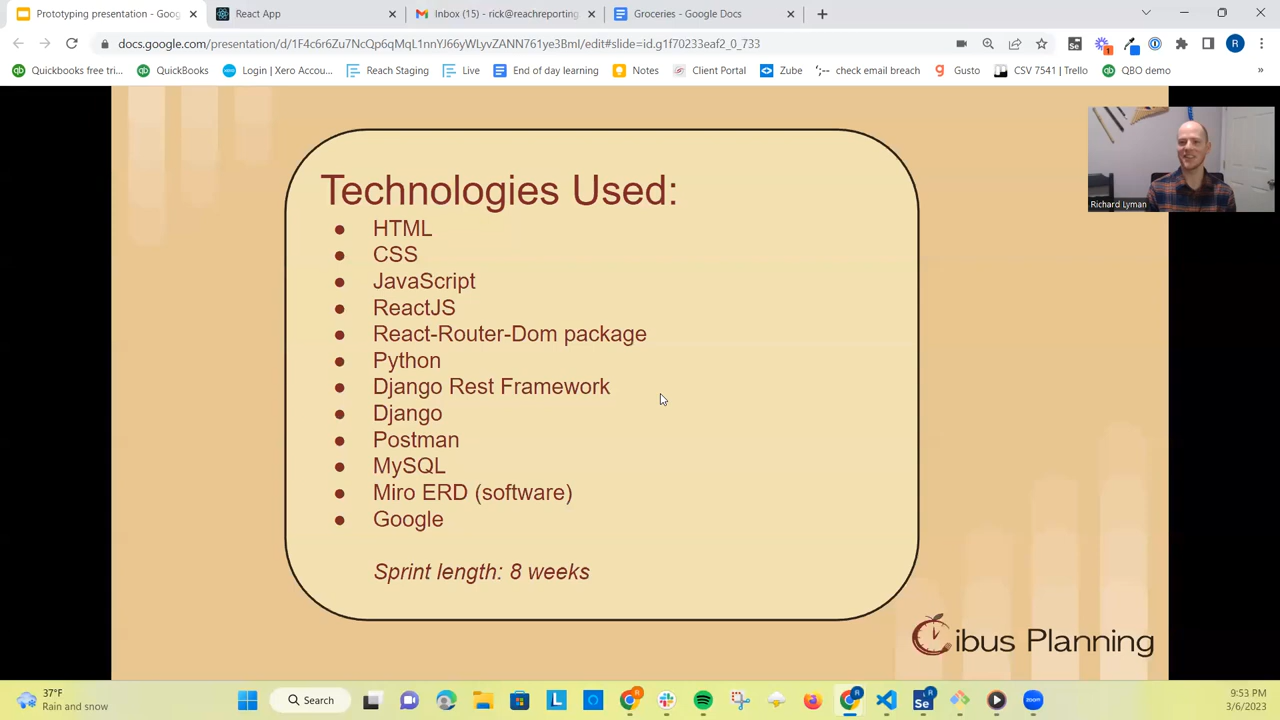 Prototyping presentation - Goog
React App
Inbox (15) - rick@reachreporting
Groceries - Google Docs
docs.google.com/presentation/d/1F4c6r6Zu7NcQp6qMgL1nnYJ66yWLyvZANN761ye3BmI/edit#slide=id.g1f70233eaf2_0_733
Quickbooks free tri...
QuickBooks
Login | Xero Accou...
Reach Staging
Live
End of day learning
Notes
Client Portal
Zube
check email breach
Gusto
CSV 7541 | Trello
QBO demo
Technologies Used:
HTML
CSS
JavaScript
ReactJS
React-Router-Dom package
Python
Django Rest Framework
Django
Postman
MySQL
Miro ERD (software)
Google
Sprint length: 8 weeks
Cibus Planning
Richard Lyman
37°F
Rain and snow
Search
9:53 PM
3/6/2023